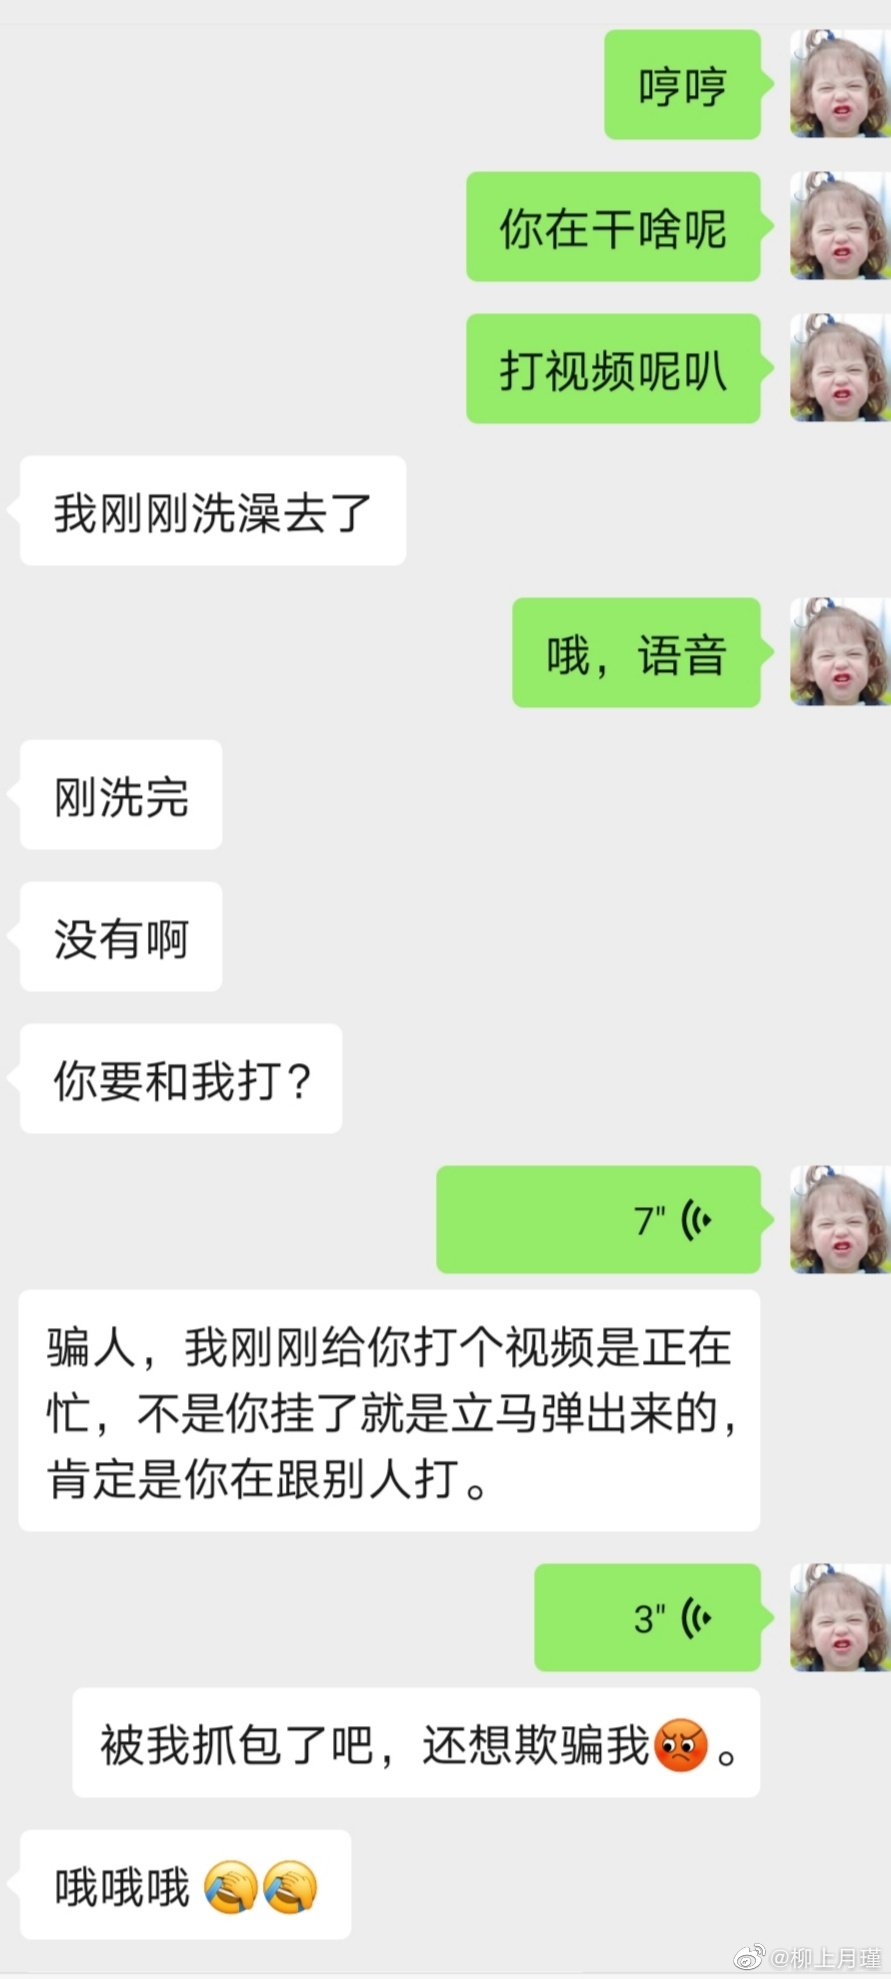 哼哼
你在干啥呢
打视频呢叭
我刚刚洗澡去了
哦，语音
刚洗完
没有啊
你要和我打？
7"
骗人，我刚刚给你打个视频是正在
忙，不是你挂了就是立马弹出来的，
肯定是你在跟别人打。
3"
被我抓包了吧，还想欺骗我😡。
哦哦哦🤣🤣
@柳上月瑾